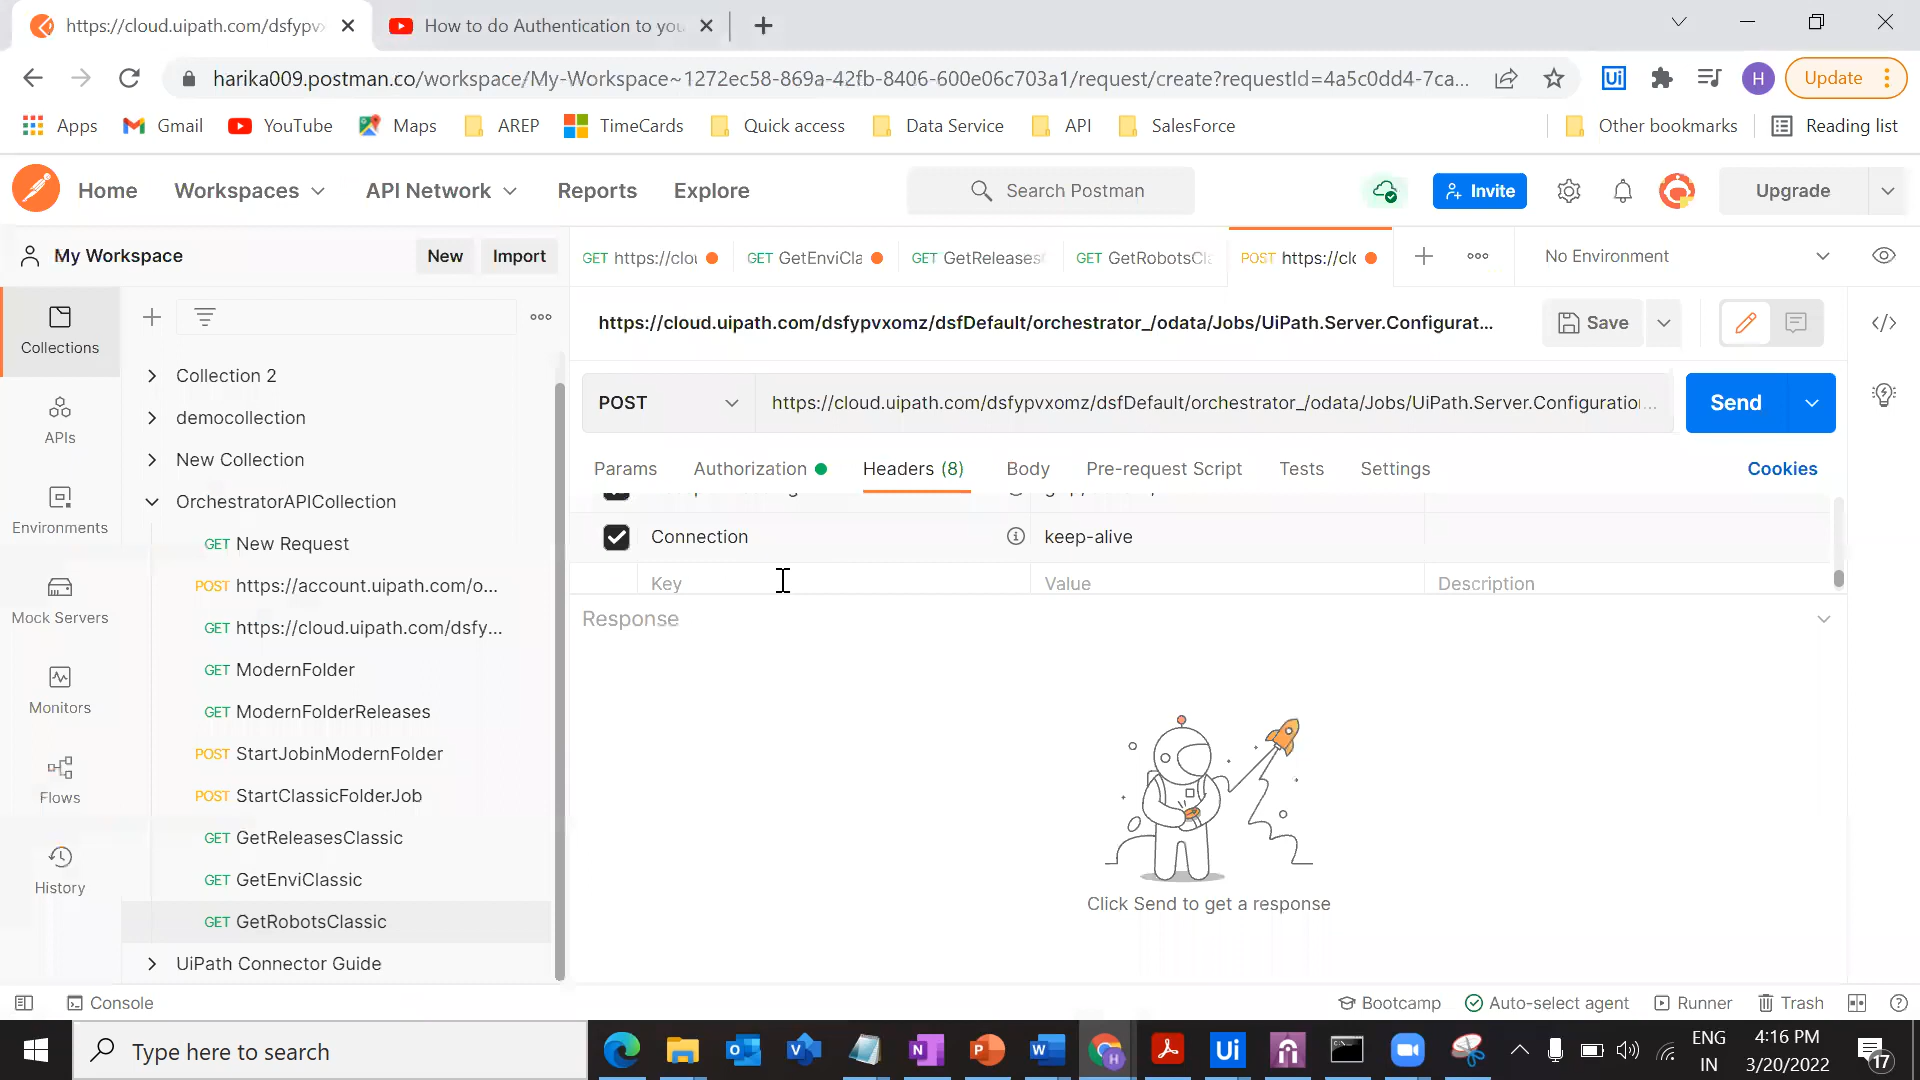 https://cloud.uipath.com/dsfypvx
How to do Authentication to you
harika009.postman.co/workspace/My-Workspace~1272ec58-869a-42fb-8406-600e06c703a1/request/create?requestId=4a5c0dd4-7ca...
Ui
H
Update
Apps
Gmail
YouTube
Maps
AREP
TimeCards
Quick access
Data Service
API
SalesForce
Other bookmarks
Reading list
Home
Workspaces
API Network
Reports
Explore
Search Postman
Invite
Upgrade
My Workspace
New
Import
GET https://clou
GET GetEnviCla
GET GetReleases
GET GetRobotsCla
POST https://clo
No Environment
Collections
APIs
Environments
Mock Servers
Monitors
Flows
History
Collection 2
democollection
New Collection
OrchestratorAPICollection
GET New Request
POST https://account.uipath.com/o...
GET https://cloud.uipath.com/dsfy...
GET ModernFolder
GET ModernFolderReleases
POST StartJobinModernFolder
POST StartClassicFolderJob
GET GetReleasesClassic
GET GetEnviClassic
GET GetRobotsClassic
UiPath Connector Guide
https://cloud.uipath.com/dsfypvxomz/dsfDefault/orchestrator_/odata/Jobs/UiPath.Server.Configurat...
Save
POST
https://cloud.uipath.com/dsfypvxomz/dsfDefault/orchestrator_/odata/Jobs/UiPath.Server.Configuration...
Send
Params
Authorization
Headers (8)
Body
Pre-request Script
Tests
Settings
Cookies
Connection
keep-alive
Key
Value
Description
Response
Click Send to get a response
Console
Bootcamp
Auto-select agent
Runner
Trash
Type here to search
ENG
IN
4:16 PM
3/20/2022
17